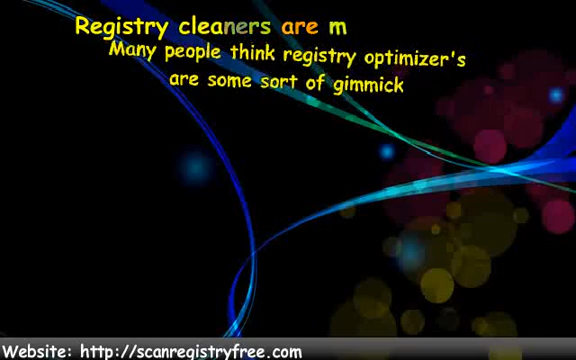 Registry cleaners are m
Many people think registry optimizer's
are some sort of gimmick
Website: http://scanregistryfree.com